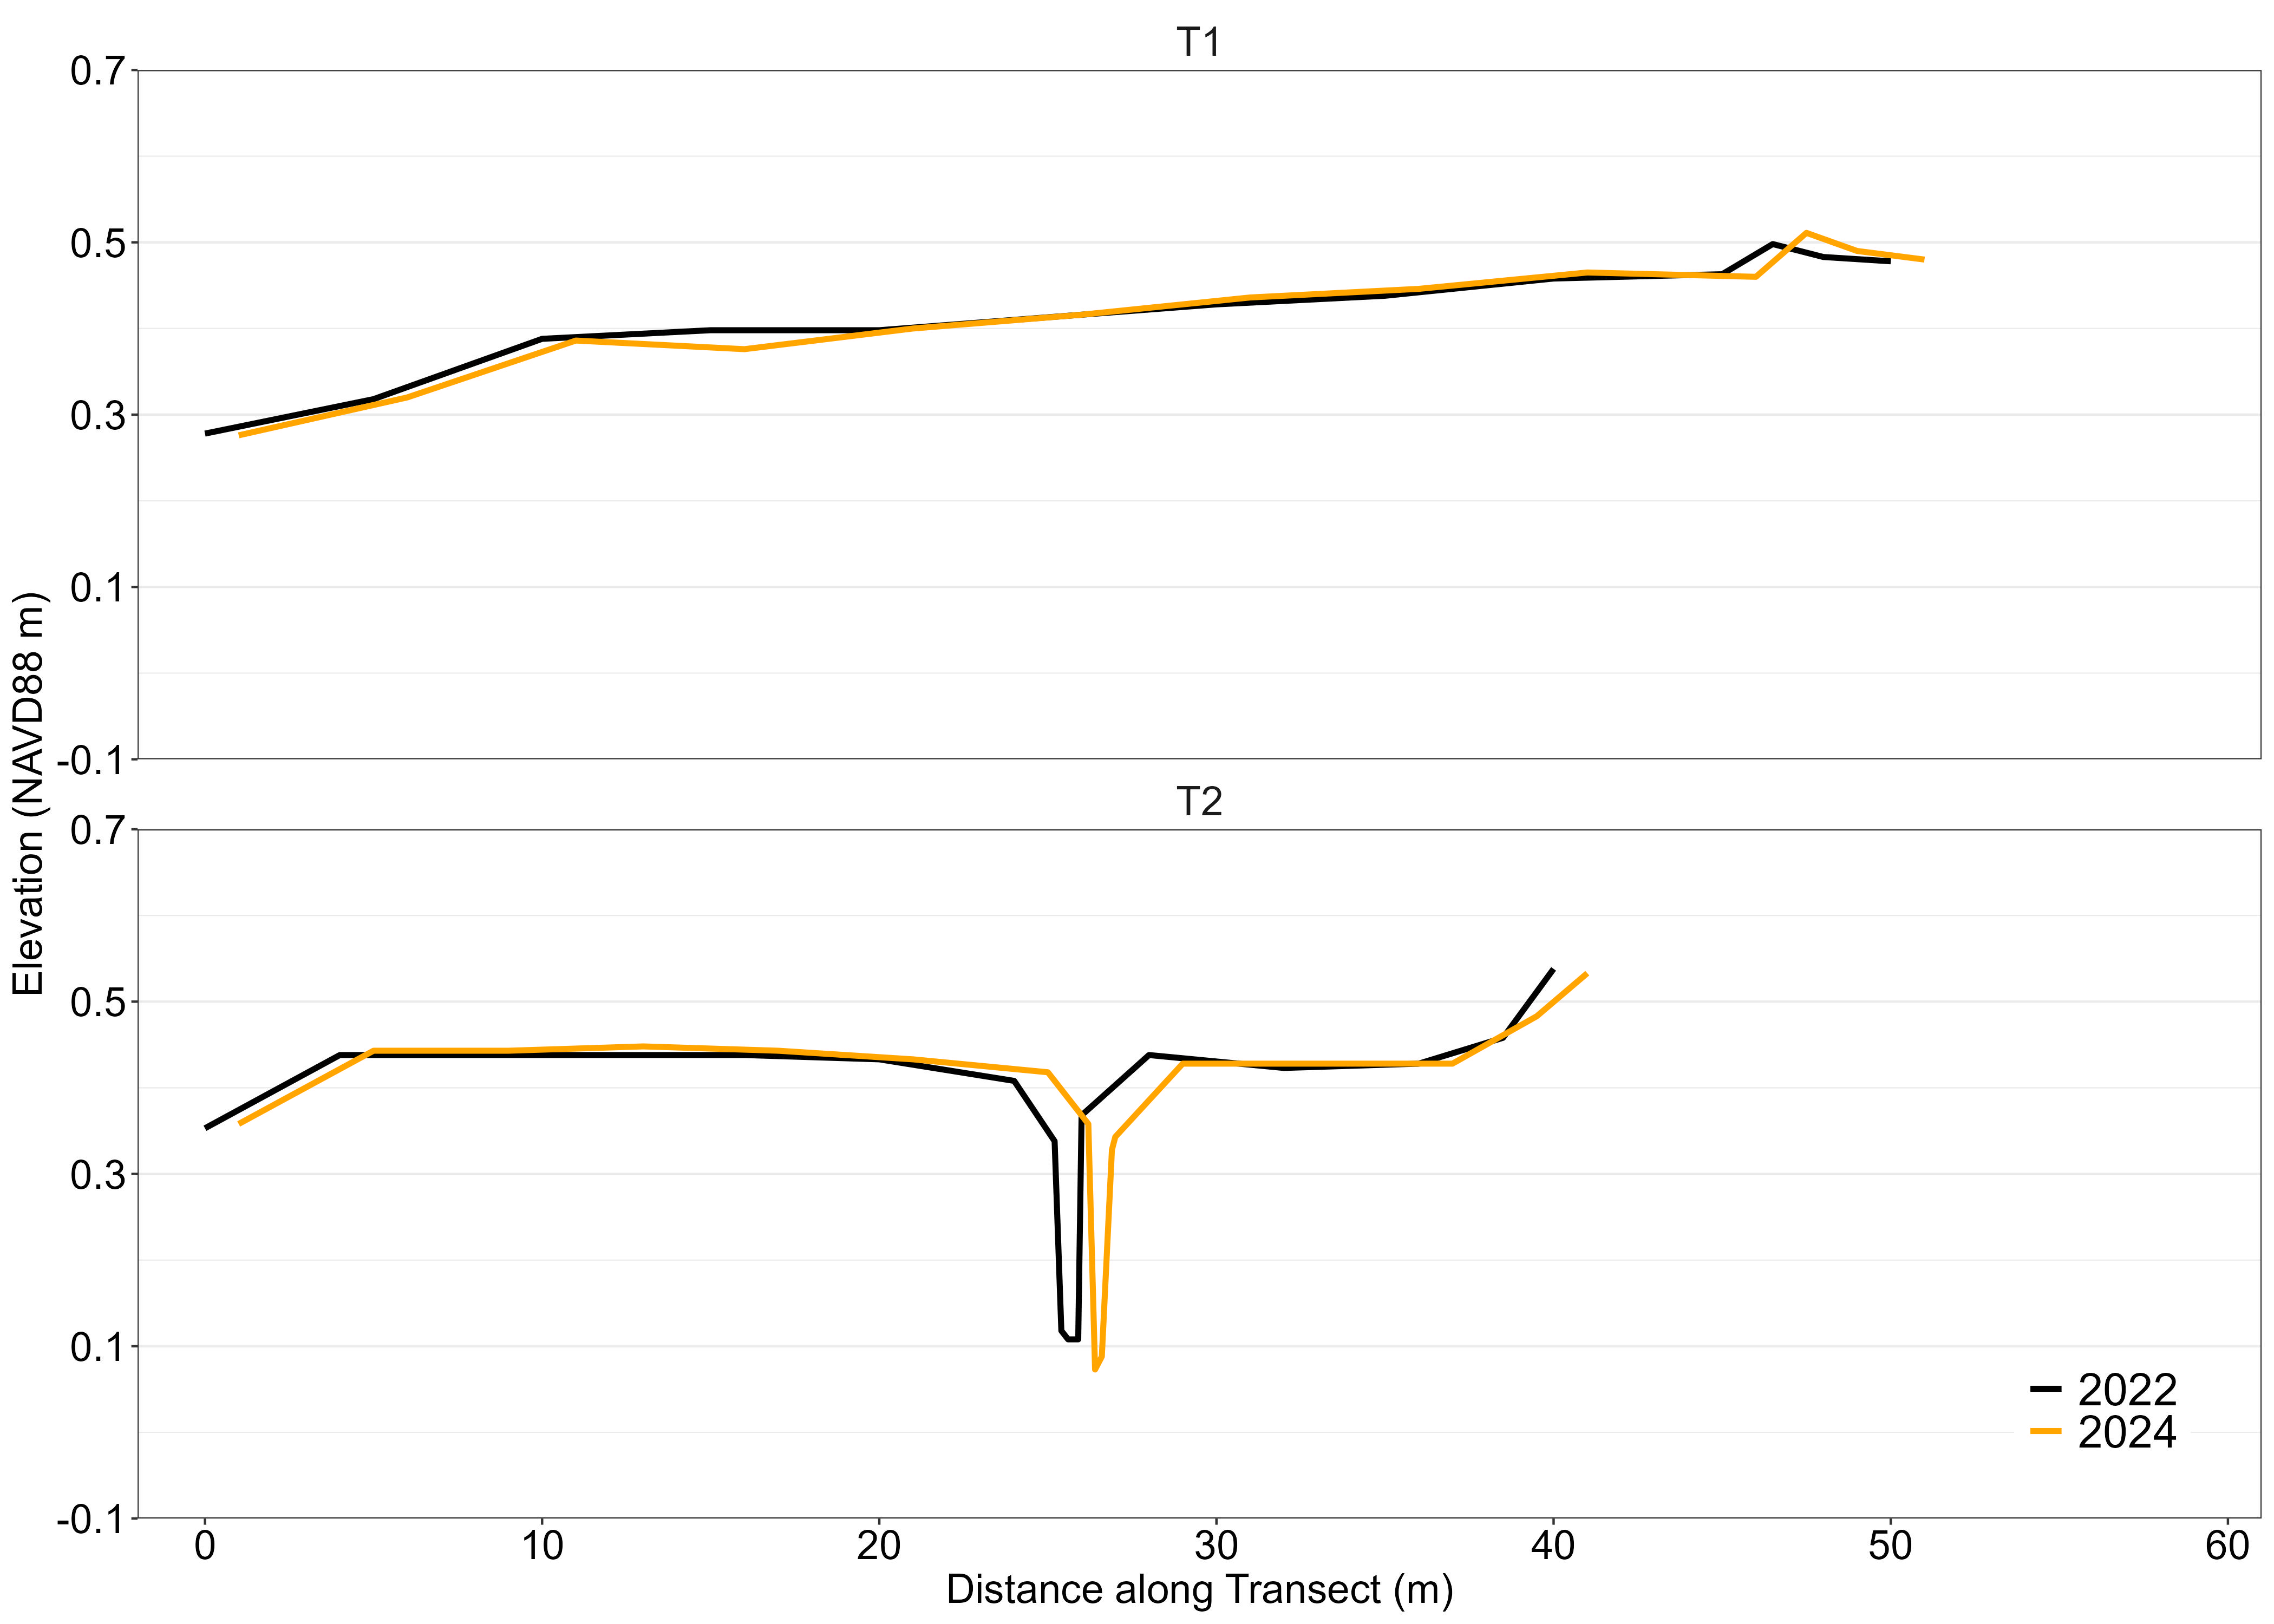 T1
0.7
0.5
0.3
0.1
-0.1
Elevation (NAVD88 m)
T2
0.7
0.5
0.3
0.1
-0.1
2022
2024
0 10 20 30 40 50 60
Distance along Transect (m)